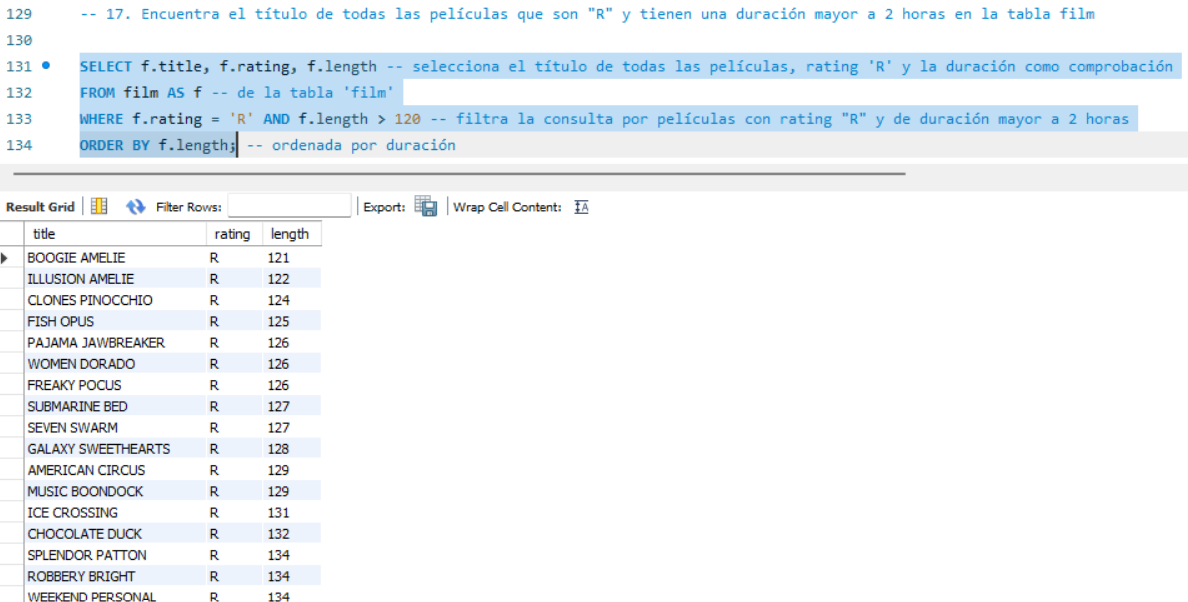 129 -- 17. Encuentra el título de todas las películas que son "R" y tienen una duración mayor a 2 horas en la tabla film
130
131 SELECT f.title, f.rating, f.length -- selecciona el título de todas las películas, rating 'R' y la duración como comprobación
132 FROM film AS f -- de la tabla 'film'
133 WHERE f.rating = 'R' AND f.length > 120 -- filtra la consulta por películas con rating "R" y de duración mayor a 2 horas
134 ORDER BY f.length; -- ordenada por duración
Result Grid Filter Rows: Export: Wrap Cell Content: IA
title rating length
BOOGIE AMELIE R 121
ILLUSION AMELIE R 122
CLONES PINOCCHIO R 124
FISH OPUS R 125
PAJAMA JAWBREAKER R 126
WOMEN DORADO R 126
FREAKY POCUS R 126
SUBMARINE BED R 127
SEVEN SWARM R 127
GALAXY SWEETHEARTS R 128
AMERICAN CIRCUS R 129
MUSIC BOONDOCK R 129
ICE CROSSING R 131
CHOCOLATE DUCK R 132
SPLENDOR PATTON R 134
ROBBERY BRIGHT R 134
WEEKEND PERSONAL R 134